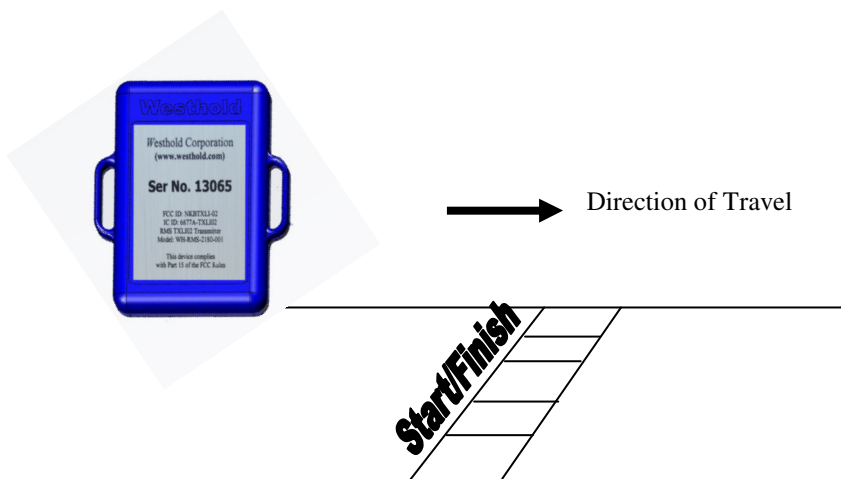 Westhold
Westhold Corporation
(www.westhold.com)
Ser No. 13065
FCC ID: NKBTXLI-02
IC ID: 6677A-TXLI02
RMS TXLI02 Transmitter
Model: WH-RMS-2180-001
This device complies
with Part 15 of the FCC Rules
Direction of Travel
Start/Finish